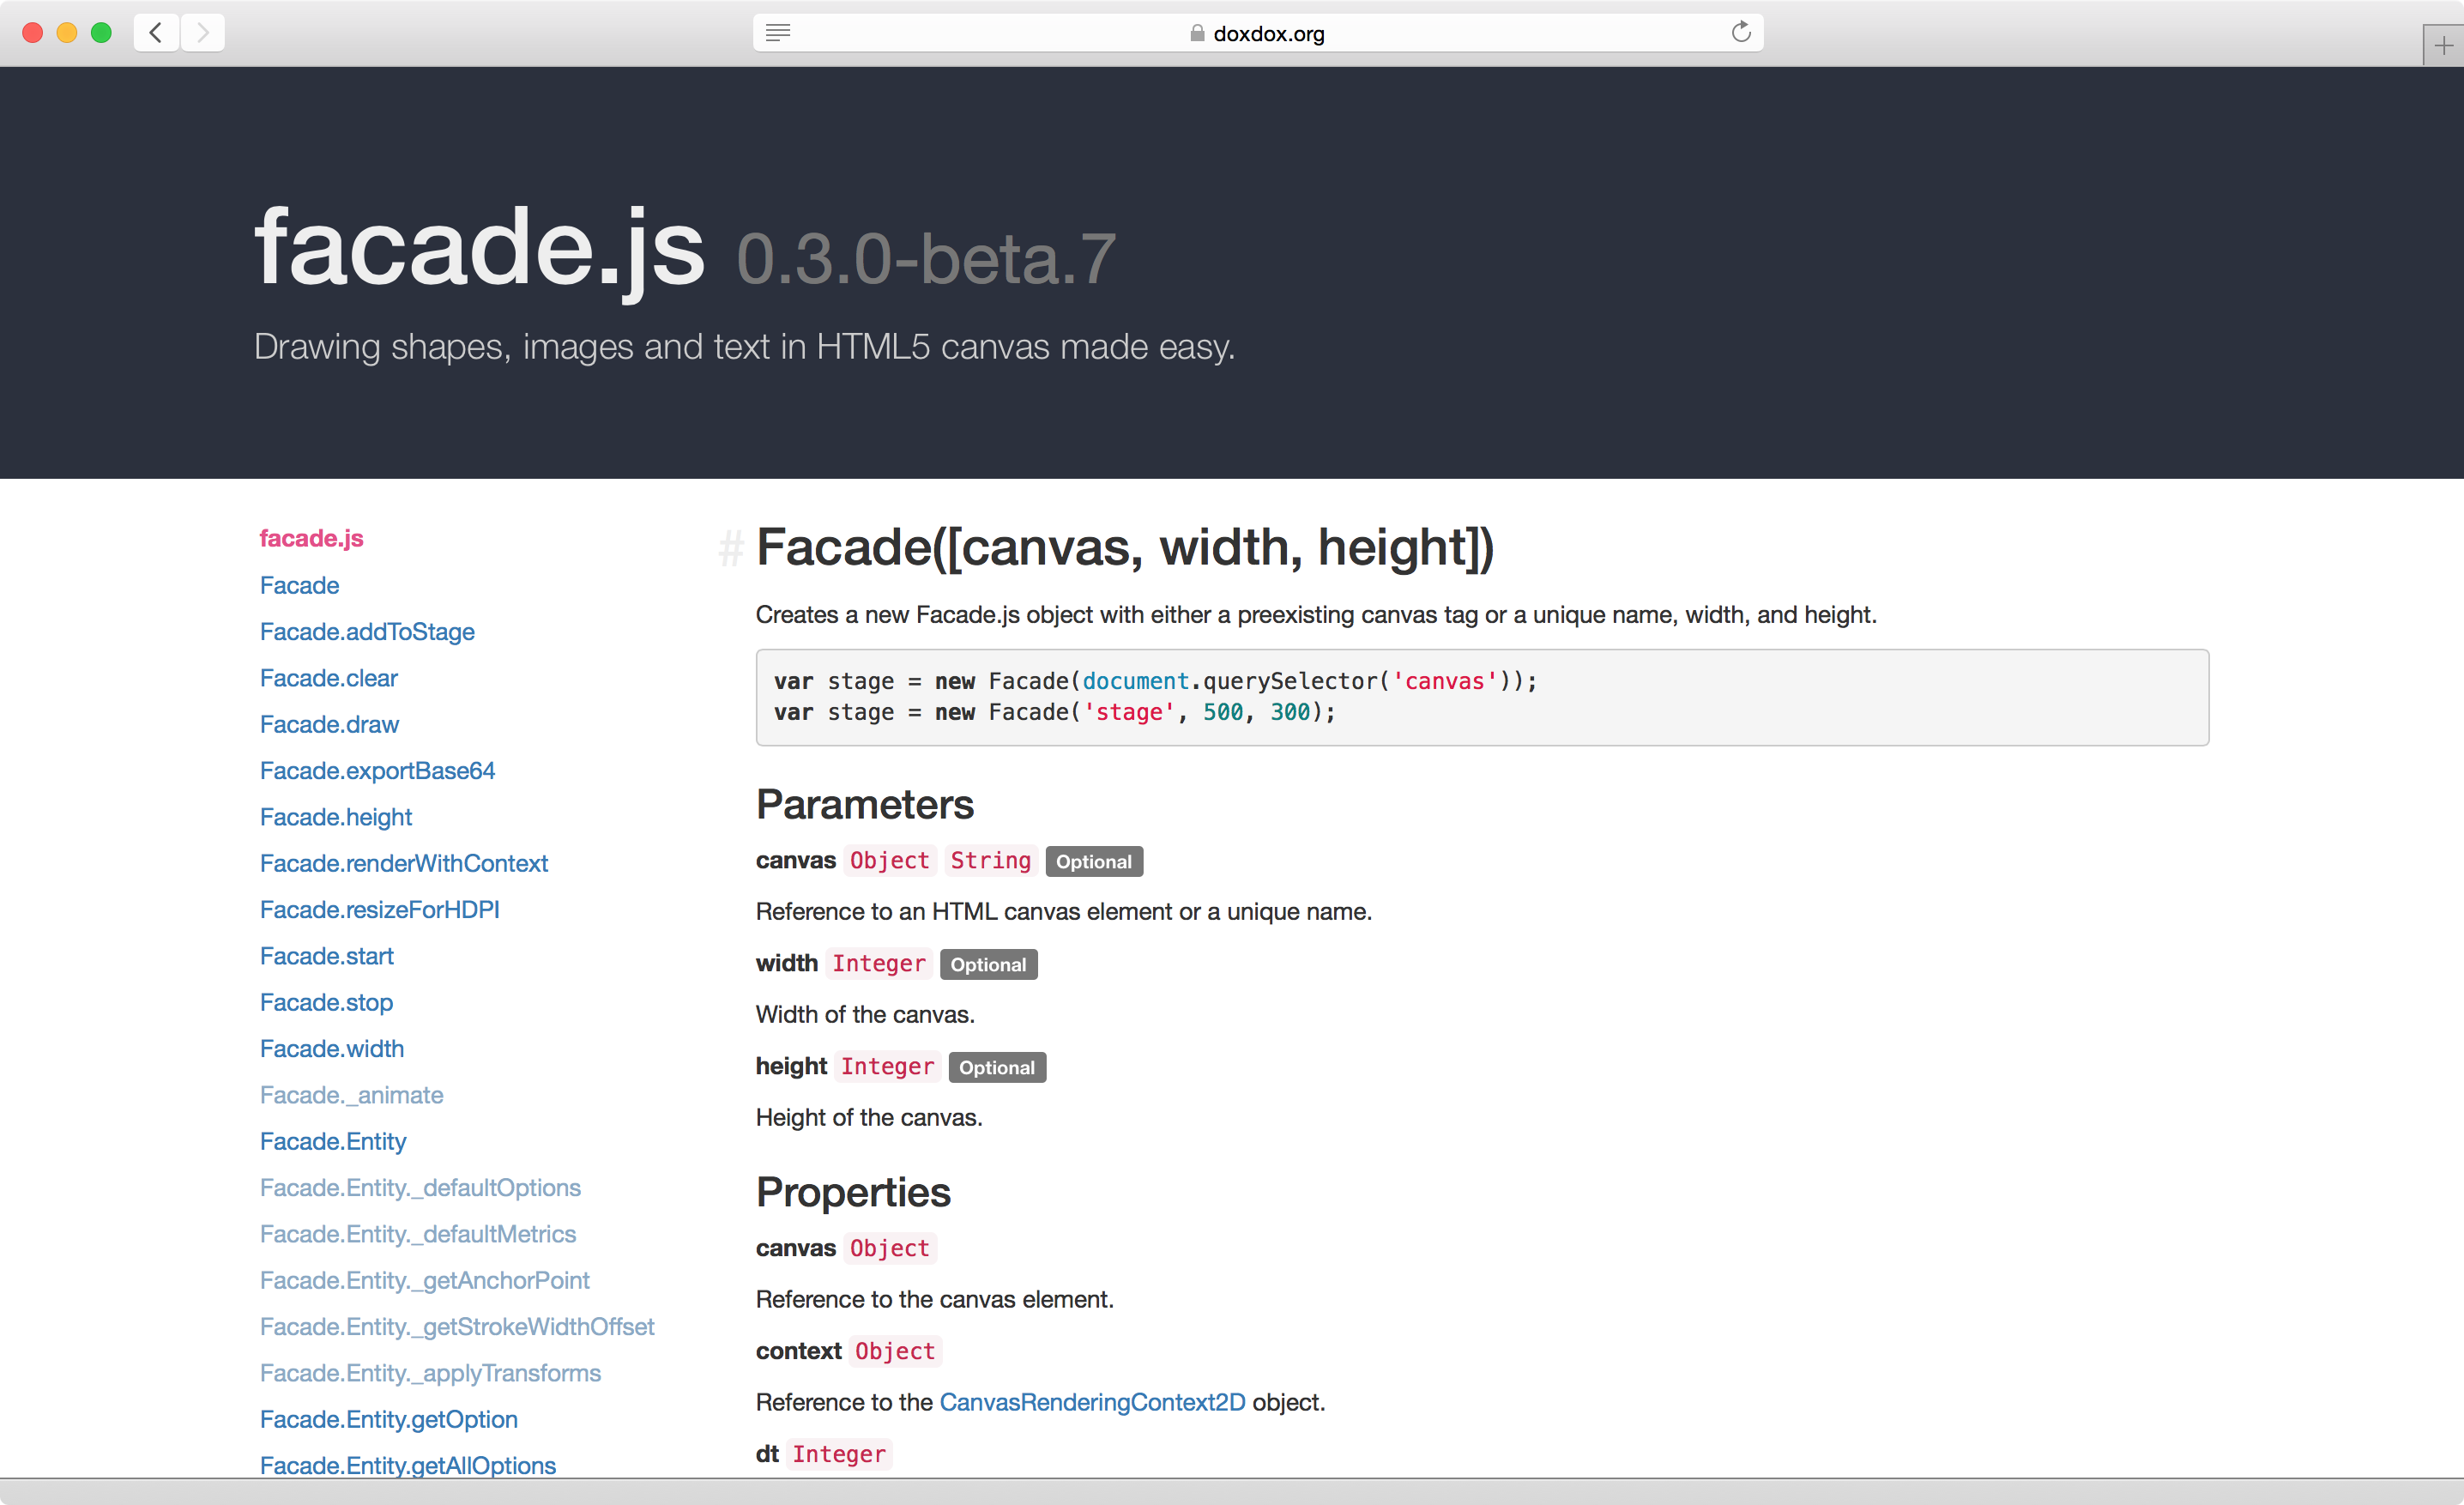 doxdox.org
facade.js 0.3.0-beta.7
Drawing shapes, images and text in HTML5 canvas made easy.
facade.js
Facade
Facade.addToStage
Facade.clear
Facade.draw
Facade.exportBase64
Facade.height
Facade.renderWithContext
Facade.resizeForHDPI
Facade.start
Facade.stop
Facade.width
Facade._animate
Facade.Entity
Facade.Entity._defaultOptions
Facade.Entity._defaultMetrics
Facade.Entity._getAnchorPoint
Facade.Entity._getStrokeWidthOffset
Facade.Entity._applyTransforms
Facade.Entity.getOption
Facade.Entity.getAllOptions
# Facade([canvas, width, height])
Creates a new Facade.js object with either a preexisting canvas tag or a unique name, width, and height.
var stage = new Facade(document.querySelector('canvas'));
var stage = new Facade('stage', 500, 300);
Parameters
canvas Object String Optional
Reference to an HTML canvas element or a unique name.
width Integer Optional
Width of the canvas.
height Integer Optional
Height of the canvas.
Properties
canvas Object
Reference to the canvas element.
context Object
Reference to the CanvasRenderingContext2D object.
dt Integer